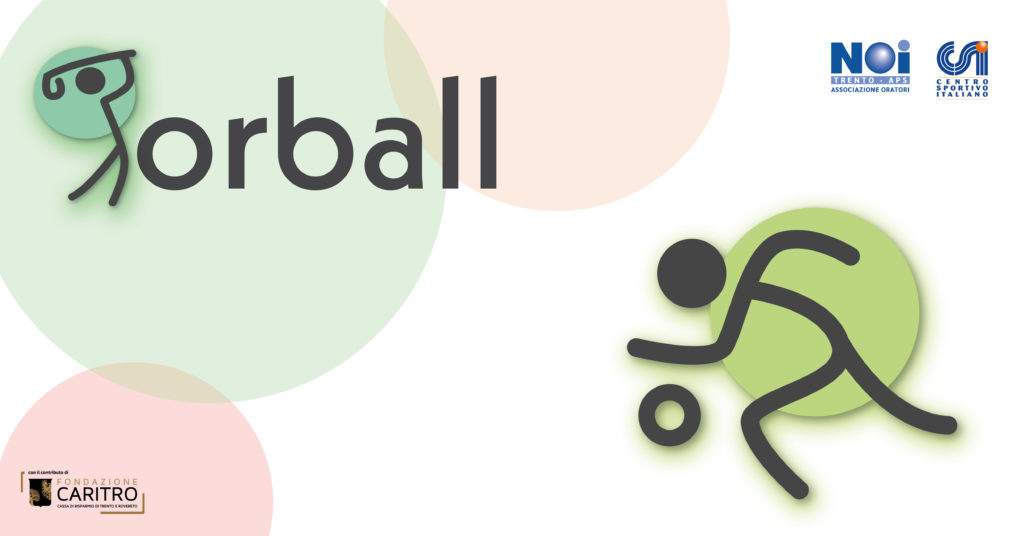 Torball
NOi
TRENTO - APS
ASSOCIAZIONE ORATORI
CSI
CENTRO
SPORTIVO
ITALIANO
con il contributo di
FONDAZIONE
CARITRO
CASSA DI RISPARMIO DI TRENTO E ROVERETO